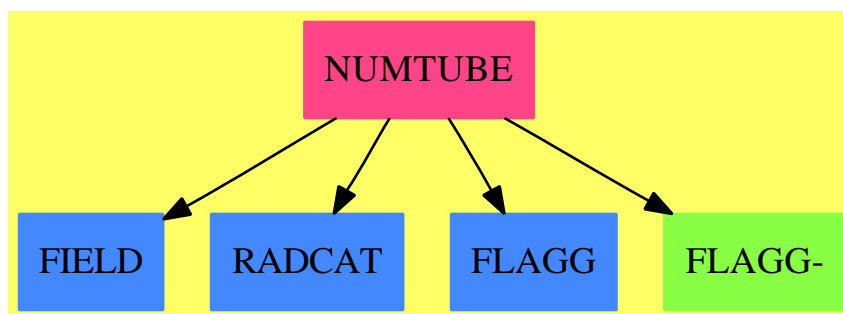 NUMTUBE
FIELD
RADCAT
FLAGG
FLAGG-